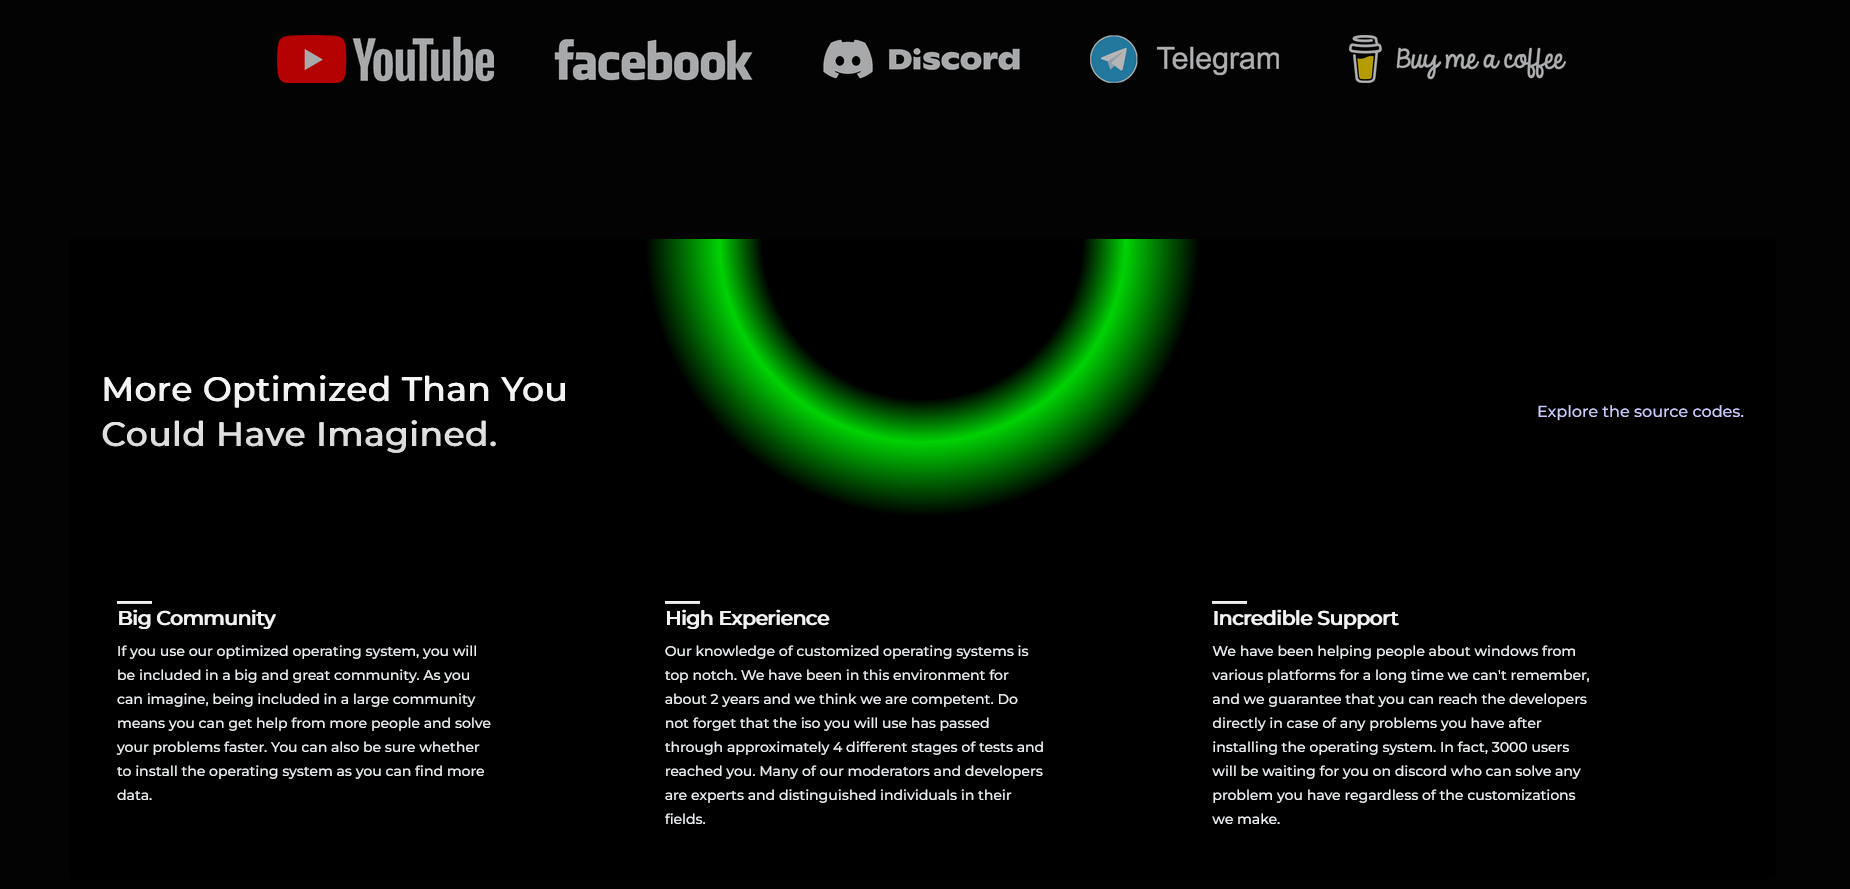 YouTube
facebook
Discord
Telegram
Buy me a coffee
More Optimized Than You
Could Have Imagined.
Explore the source codes.
Big Community
If you use our optimized operating system, you will
be included in a big and great community. As you
can imagine, being included in a large community
means you can get help from more people and solve
your problems faster. You can also be sure whether
to install the operating system as you can find more
data.
High Experience
Our knowledge of customized operating systems is
top notch. We have been in this environment for
about 2 years and we think we are competent. Do
not forget that the iso you will use has passed
through approximately 4 different stages of tests and
reached you. Many of our moderators and developers
are experts and distinguished individuals in their
fields.
Incredible Support
We have been helping people about windows from
various platforms for a long time we can't remember,
and we guarantee that you can reach the developers
directly in case of any problems you have after
installing the operating system. In fact, 3000 users
will be waiting for you on discord who can solve any
problem you have regardless of the customizations
we make.